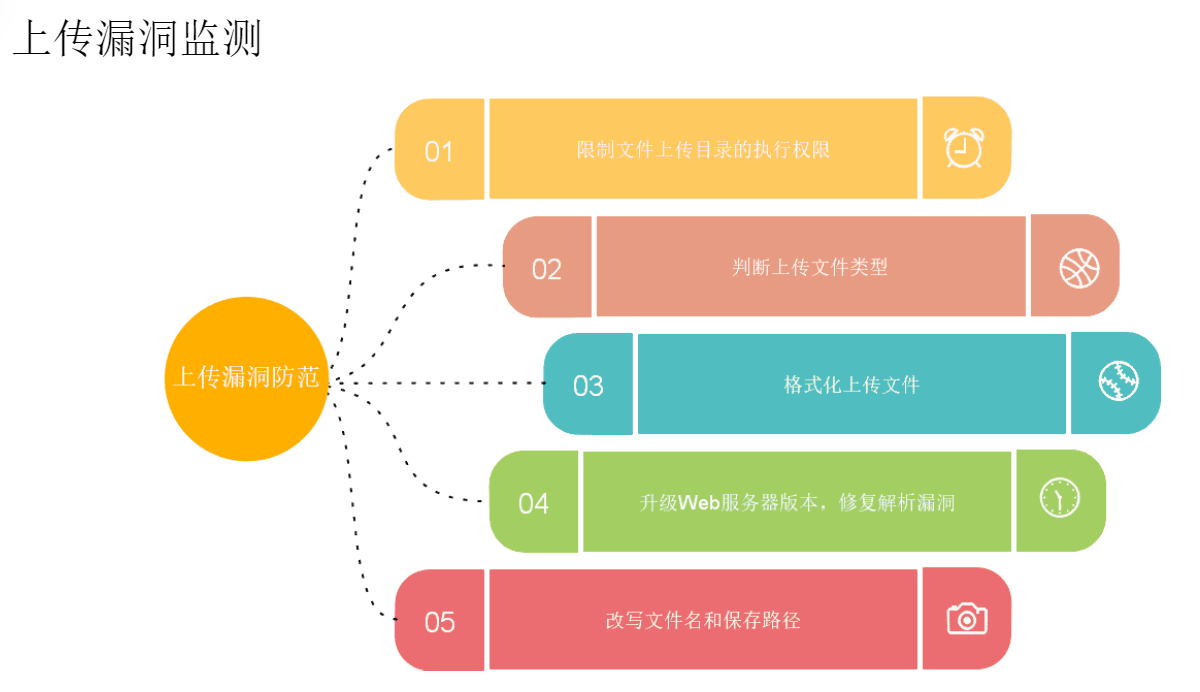 上传漏洞监测
上传漏洞防范
01
限制文件上传目录的执行权限
02
判断上传文件类型
03
格式化上传文件
04
升级Web服务器版本，修复解析漏洞
05
改写文件名和保存路径